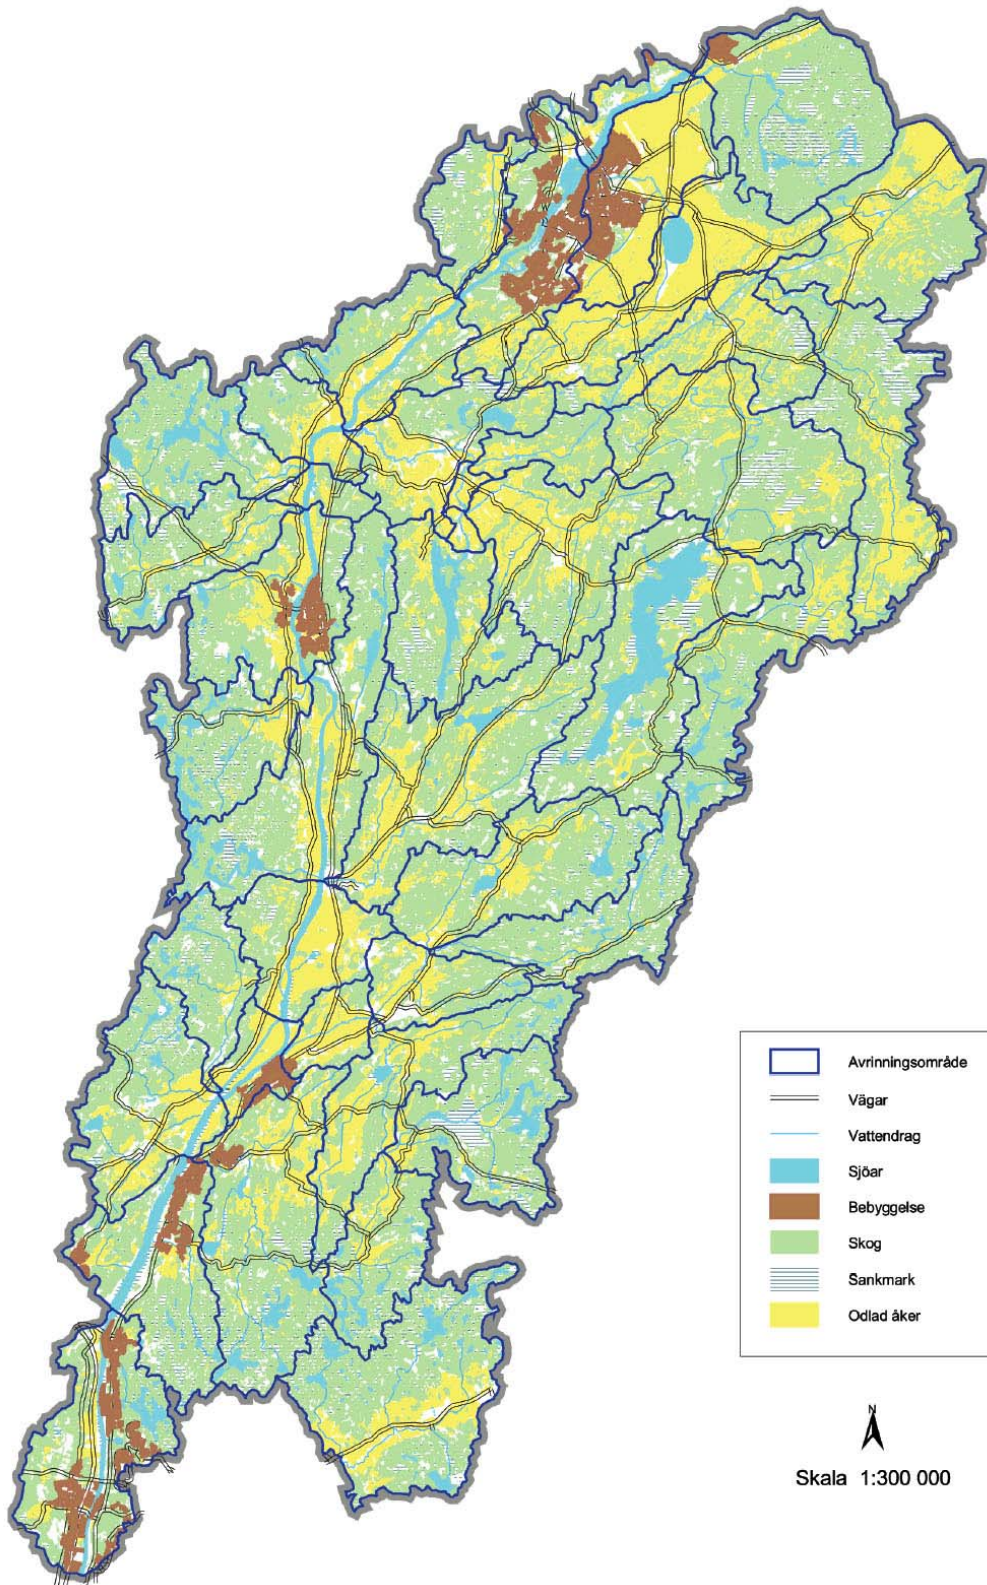 Avrinningsområde
Vägar
Vattendrag
Sjöar
Bebyggelse
Skog
Sankmark
Odlad åker
N
Skala 1:300 000